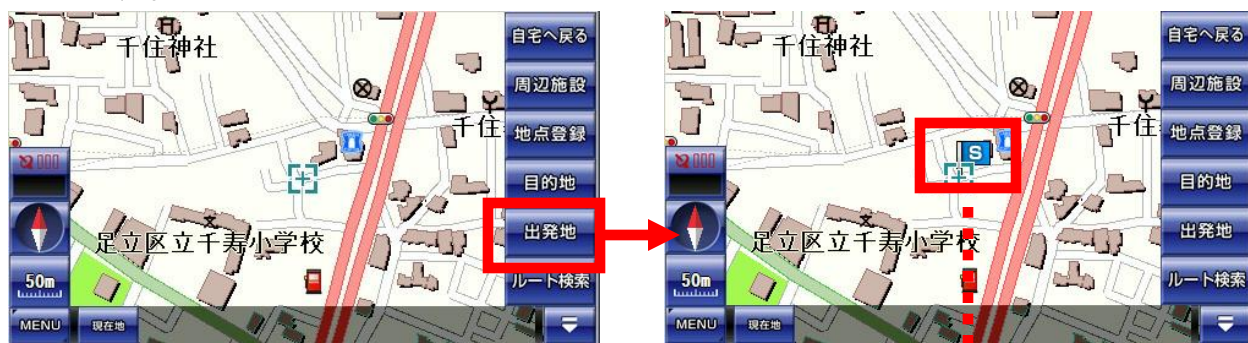 千住神社
自宅へ戻る
周辺施設
地点登録
千住
目的地
出発地
足立区立千寿小学校
50m
ルート検索
MENU
現在地
千住神社
自宅へ戻る
周辺施設
地点登録
千住
S
目的地
出発地
足立区立千寿小学校
50m
ルート検索
MENU
現在地